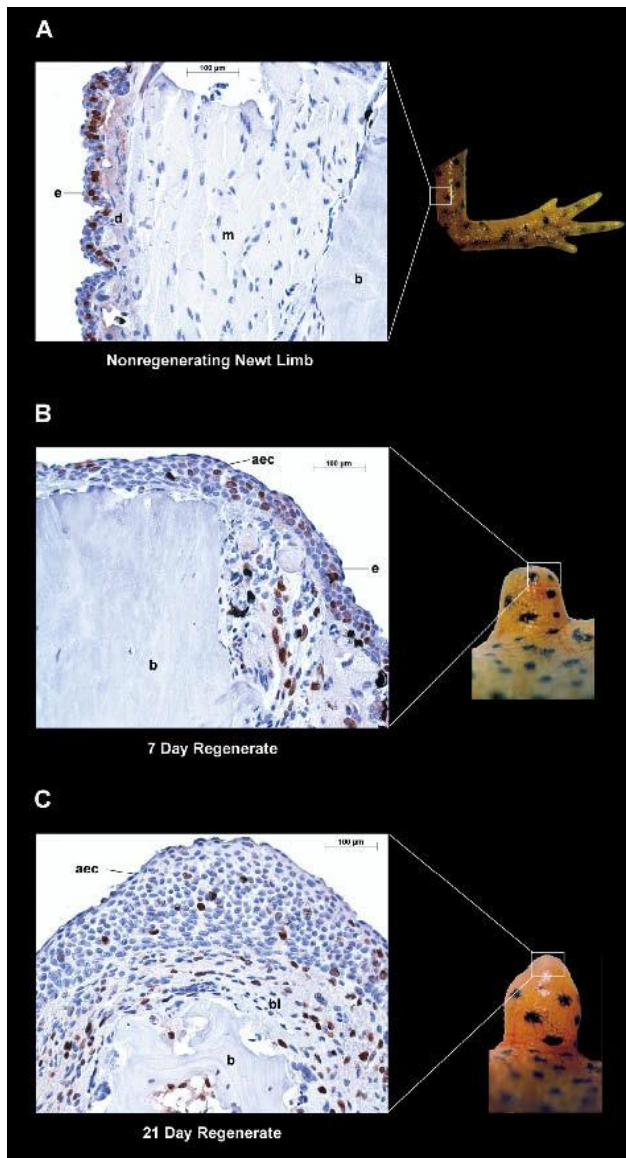 A
100 µm
e
d
m
b
Nonregenerating Newt Limb
B
aec
100 µm
e
b
7 Day Regenerate
C
100 µm
aec
bl
b
21 Day Regenerate